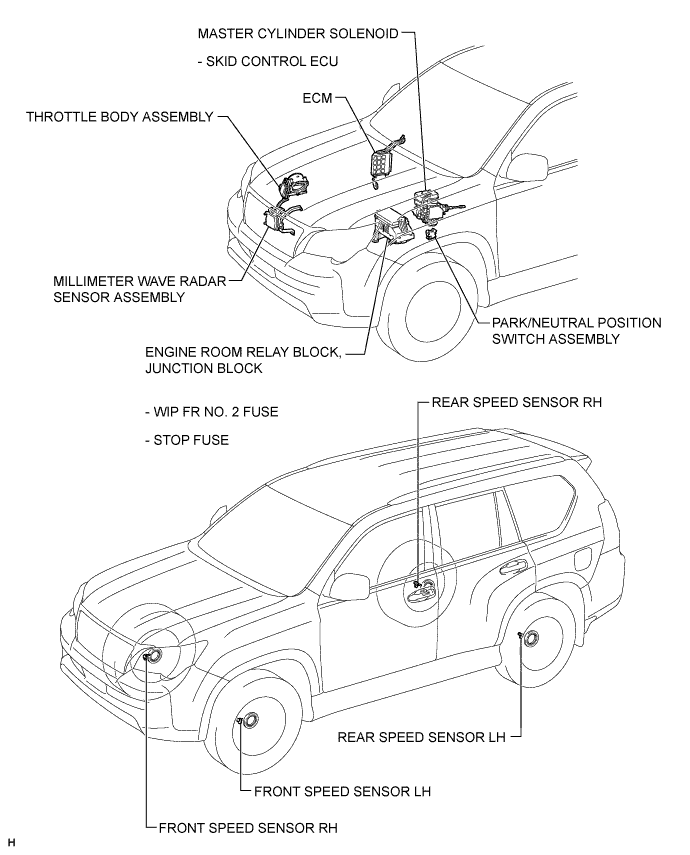 MASTER CYLINDER SOLENOID
- SKID CONTROL ECU
ECM
THROTTLE BODY ASSEMBLY
MILLIMETER WAVE RADAR
SENSOR ASSEMBLY
PARK/NEUTRAL POSITION
SWITCH ASSEMBLY
ENGINE ROOM RELAY BLOCK,
JUNCTION BLOCK
- WIP FR NO. 2 FUSE
- STOP FUSE
REAR SPEED SENSOR RH
REAR SPEED SENSOR LH
FRONT SPEED SENSOR LH
FRONT SPEED SENSOR RH
H